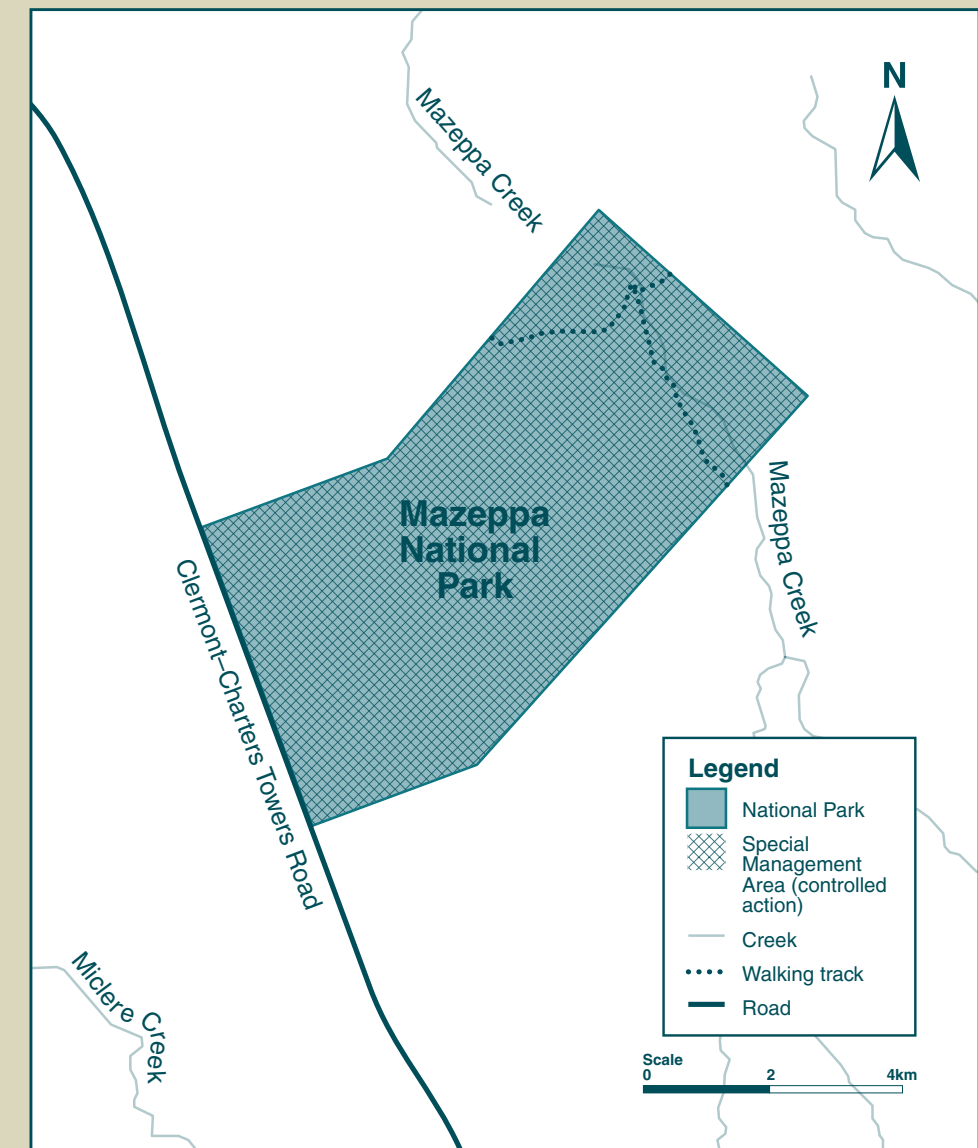 N
Mazeppa Creek
Mazeppa
National
Park
Mazeppa Creek
Clermont–Charters Towers Road
Miclere Creek
Legend
National Park
Special
Management
Area (controlled
action)
Creek
Walking track
Road
Scale
0 2 4km